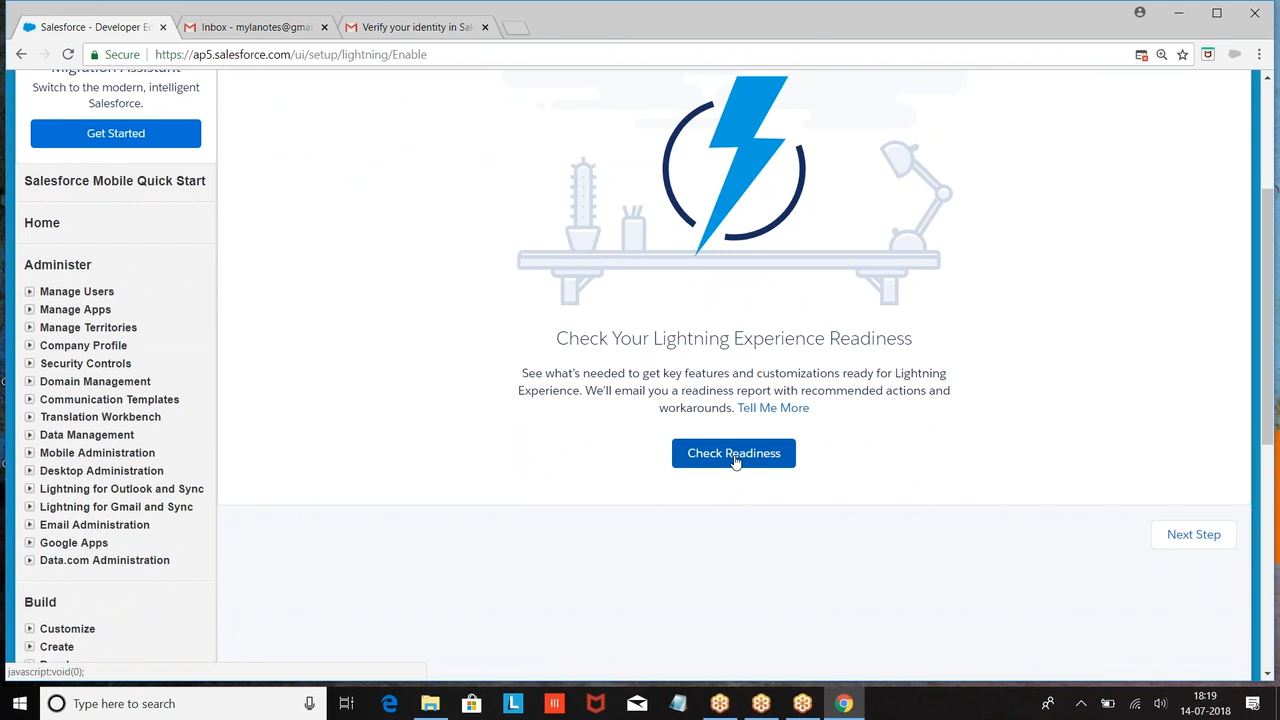 Salesforce - Developer Ed
Inbox - mylanotes@gmai
Verify your identity in Sal
Secure
https://ap5.salesforce.com/ui/setup/lightning/Enable
Migration Assistant
Switch to the modern, intelligent
Salesforce.
Get Started
Salesforce Mobile Quick Start
Home
Administer
Manage Users
Manage Apps
Manage Territories
Company Profile
Security Controls
Domain Management
Communication Templates
Translation Workbench
Data Management
Mobile Administration
Desktop Administration
Lightning for Outlook and Sync
Lightning for Gmail and Sync
Email Administration
Google Apps
Data.com Administration
Build
Customize
Create
Check Your Lightning Experience Readiness
See what's needed to get key features and customizations ready for Lightning
Experience. We'll email you a readiness report with recommended actions and
workarounds. Tell Me More
Check Readiness
Next Step
javascript:void(0);
Type here to search
18:19
14-07-2018